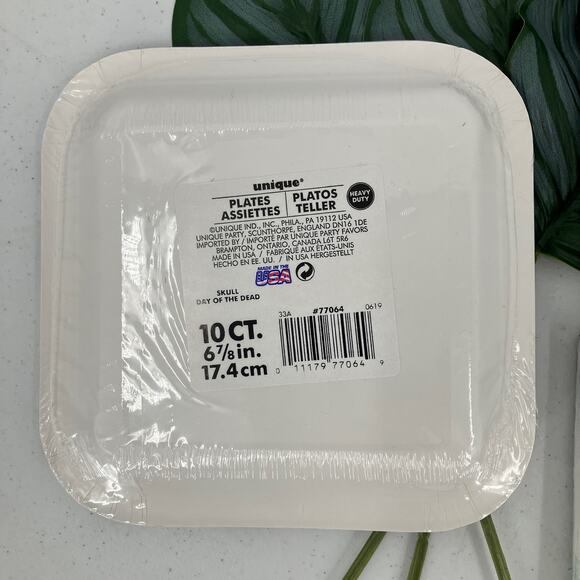 unique®
PLATES PLATOS
ASSIETTES TELLER
HEAVY
DUTY
©UNIQUE IND., INC., PHILA., PA 19112 USA
UNIQUE PARTY, SCUNTHORPE, ENGLAND DN16 1DE
IMPORTED BY / IMPORTÉ PAR UNIQUE PARTY FAVORS
BRAMPTON, ONTARIO, CANADA L6T 5R6
MADE IN USA / FABRIQUE AUX ÉTATS-UNIS
HECHO EN EE. UU. / IN USA HERGESTELLT
MADE IN THE
USA
SKULL
DAY OF THE DEAD
33A #77064 0619
10 CT.
6 7/8 in.
17.4 cm
0 11179 77064 9